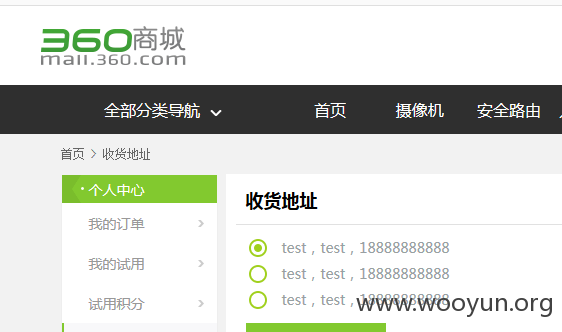 360商城
mall.360.com
全部分类导航 首页 摄像机 安全路由
首页 > 收货地址
个人中心
我的订单
我的试用
试用积分
收货地址
test，test，18888888888
test，test，18888888888
test，test，18888888888
www.wooyun.org